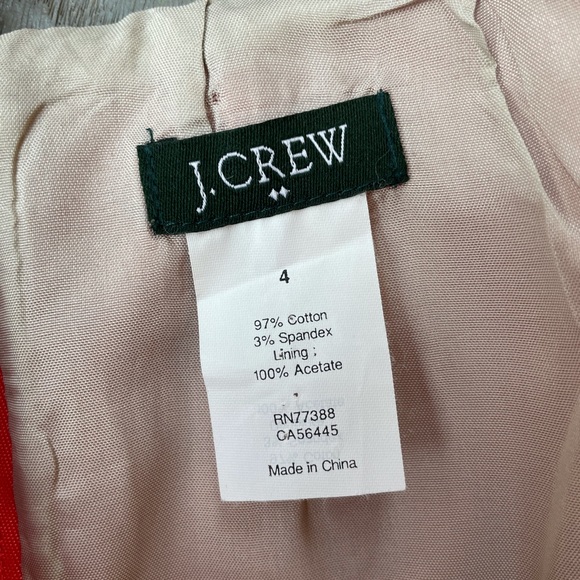 J.CREW
4
97% Cotton
3% Spandex
Lining ;
100% Acetate
RN77388
CA56445
Made in China